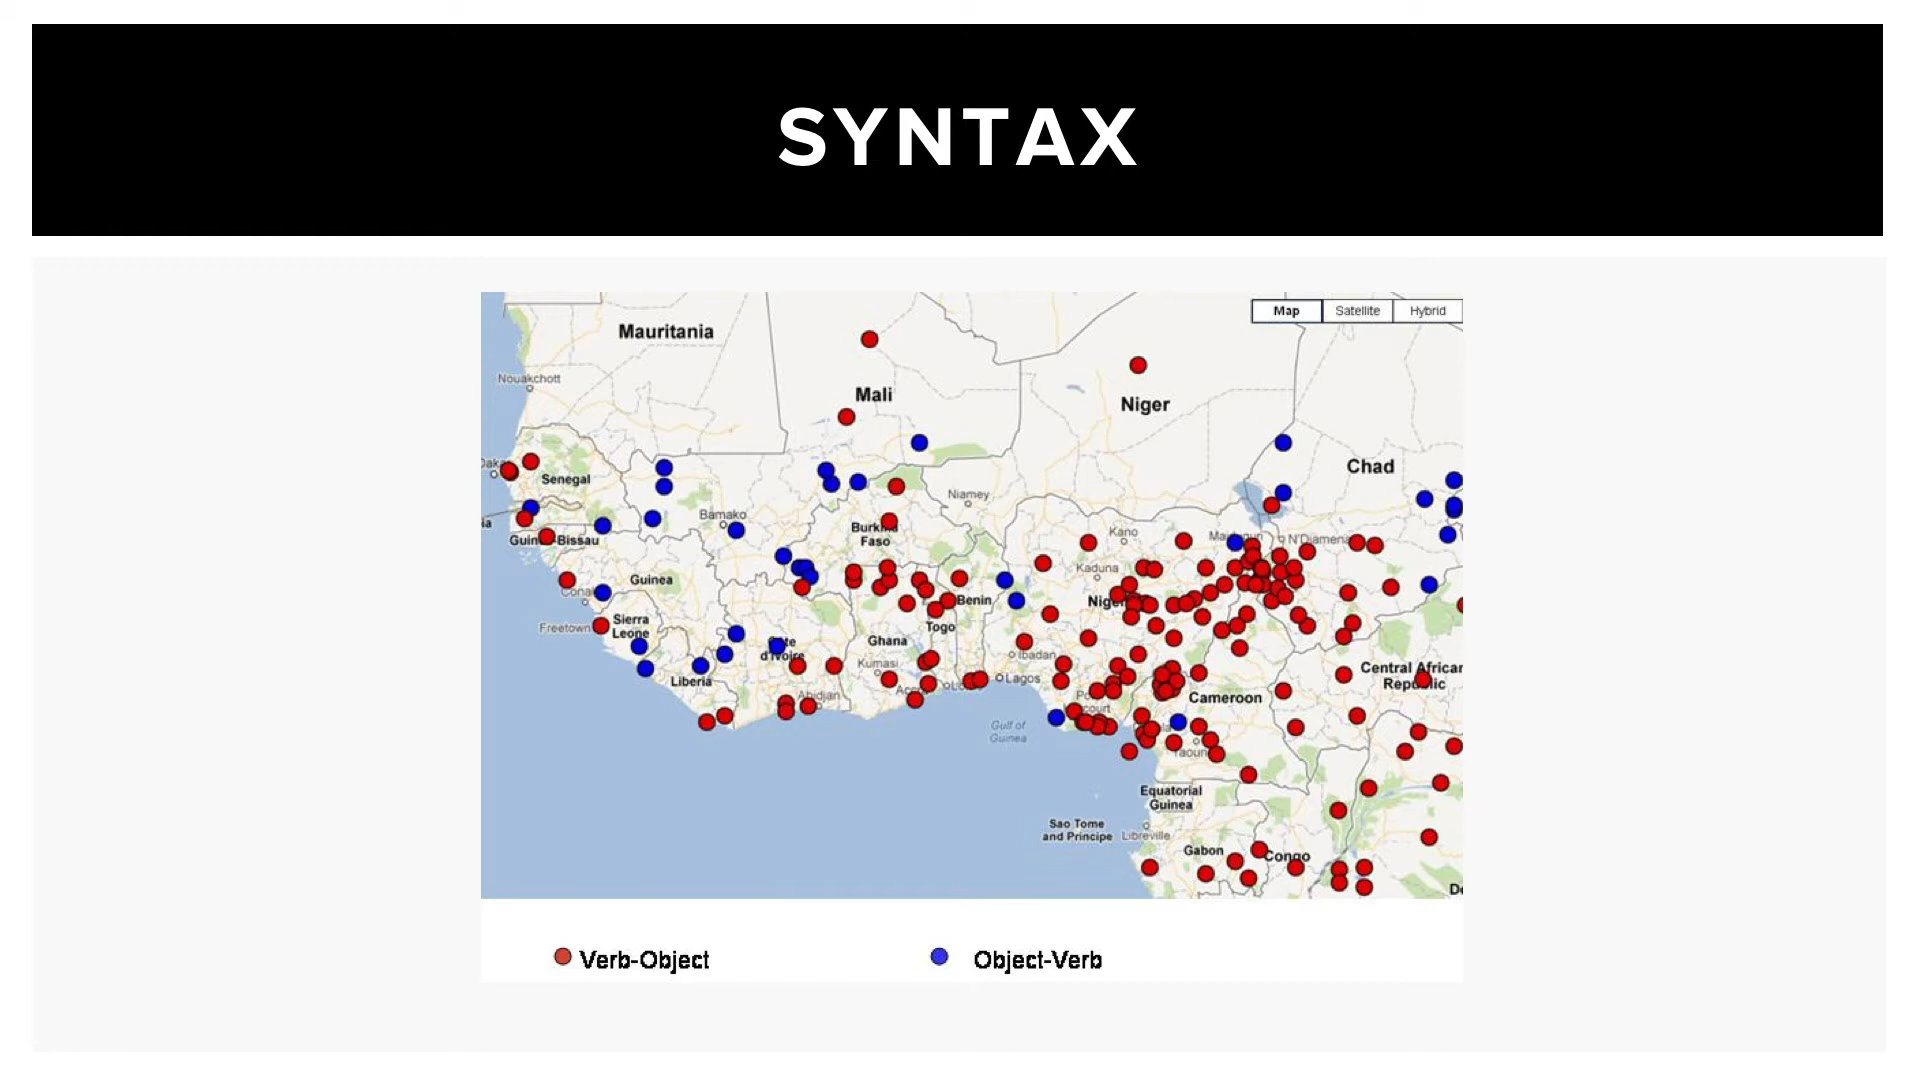 SYNTAX
Map Satellite Hybrid
Mauritania
Nouakchott
Mali
Niger
Chad
Senegal
Niamey
Bamako
Kano
N'Djamena
Burkina
Faso
Guinea-Bissau
Guinea
Kaduna
Benin
Sierra
Leone
Freetown
Togo
Ghana
Côte
d'Ivoire
Kumasi
Ibadan
Lagos
Liberia
Abidjan
Central African
Republic
Cameroon
Gulf of
Guinea
Equatorial
Guinea
Sao Tome
and Principe
Libreville
Gabon
Congo
Verb-Object Object-Verb